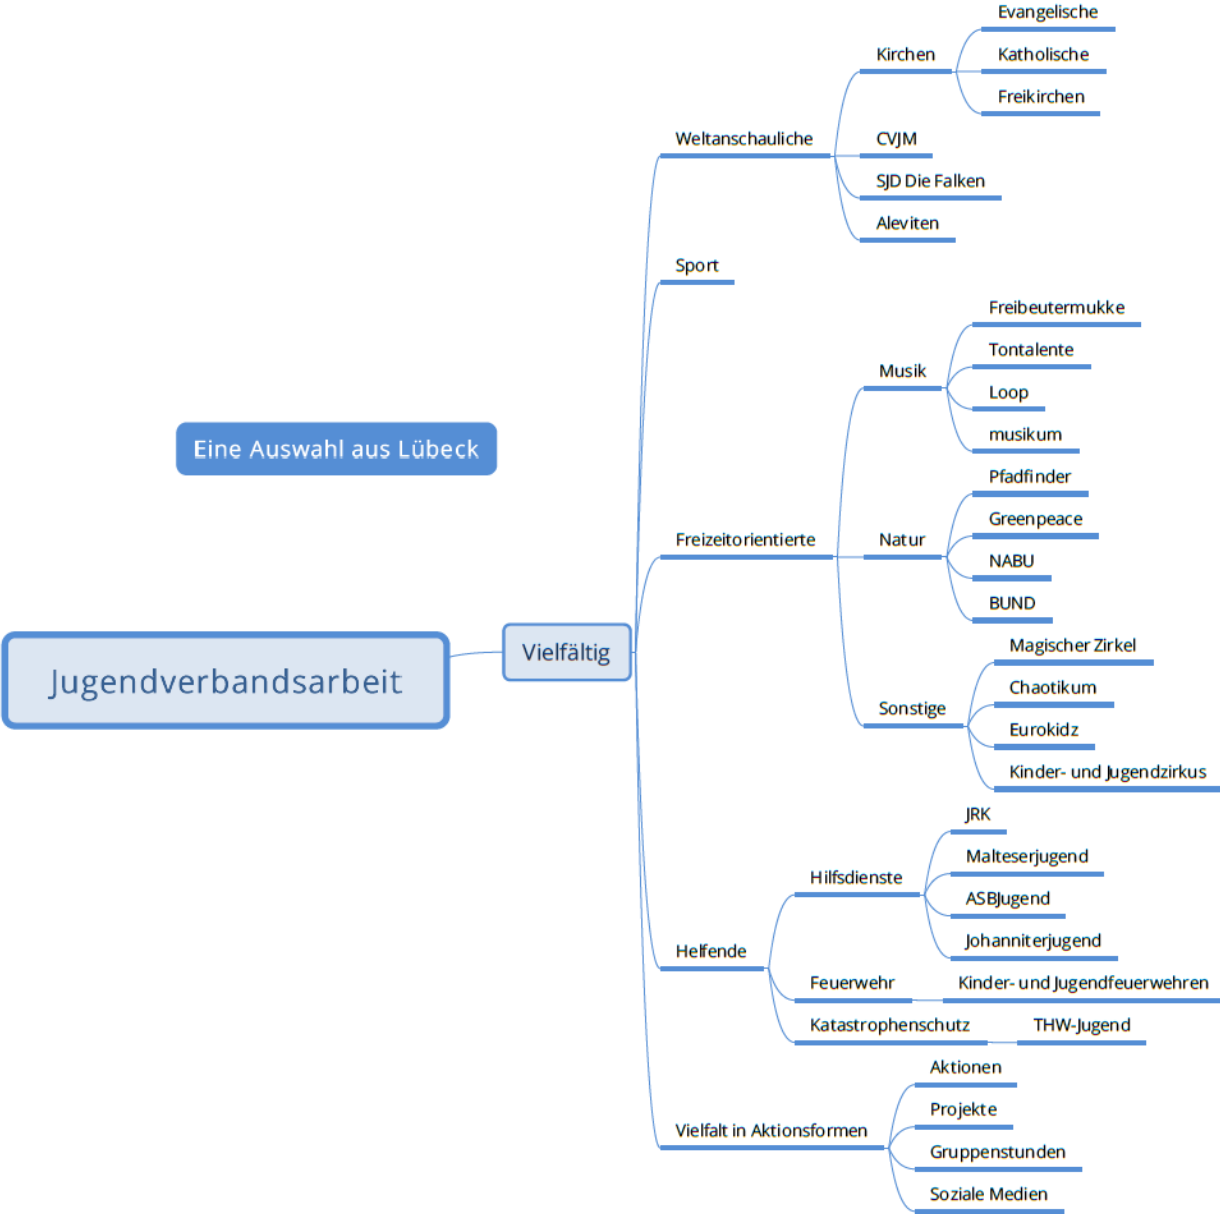 Jugendverbandsarbeit
Eine Auswahl aus Lübeck
Vielfältig
Weltanschauliche
Kirchen
Evangelische
Katholische
Freikirchen
CVJM
SJD Die Falken
Aleviten
Sport
Freizeitorientierte
Musik
Freibeutermukke
Tontalente
Loop
musikum
Natur
Pfadfinder
Greenpeace
NABU
BUND
Sonstige
Magischer Zirkel
Chaotikum
Eurokidz
Kinder- und Jugendzirkus
Helfende
Hilfsdienste
JRK
Malteserjugend
ASBJugend
Johanniterjugend
Feuerwehr
Kinder- und Jugendfeuerwehren
Katastrophenschutz
THW-Jugend
Vielfalt in Aktionsformen
Aktionen
Projekte
Gruppenstunden
Soziale Medien